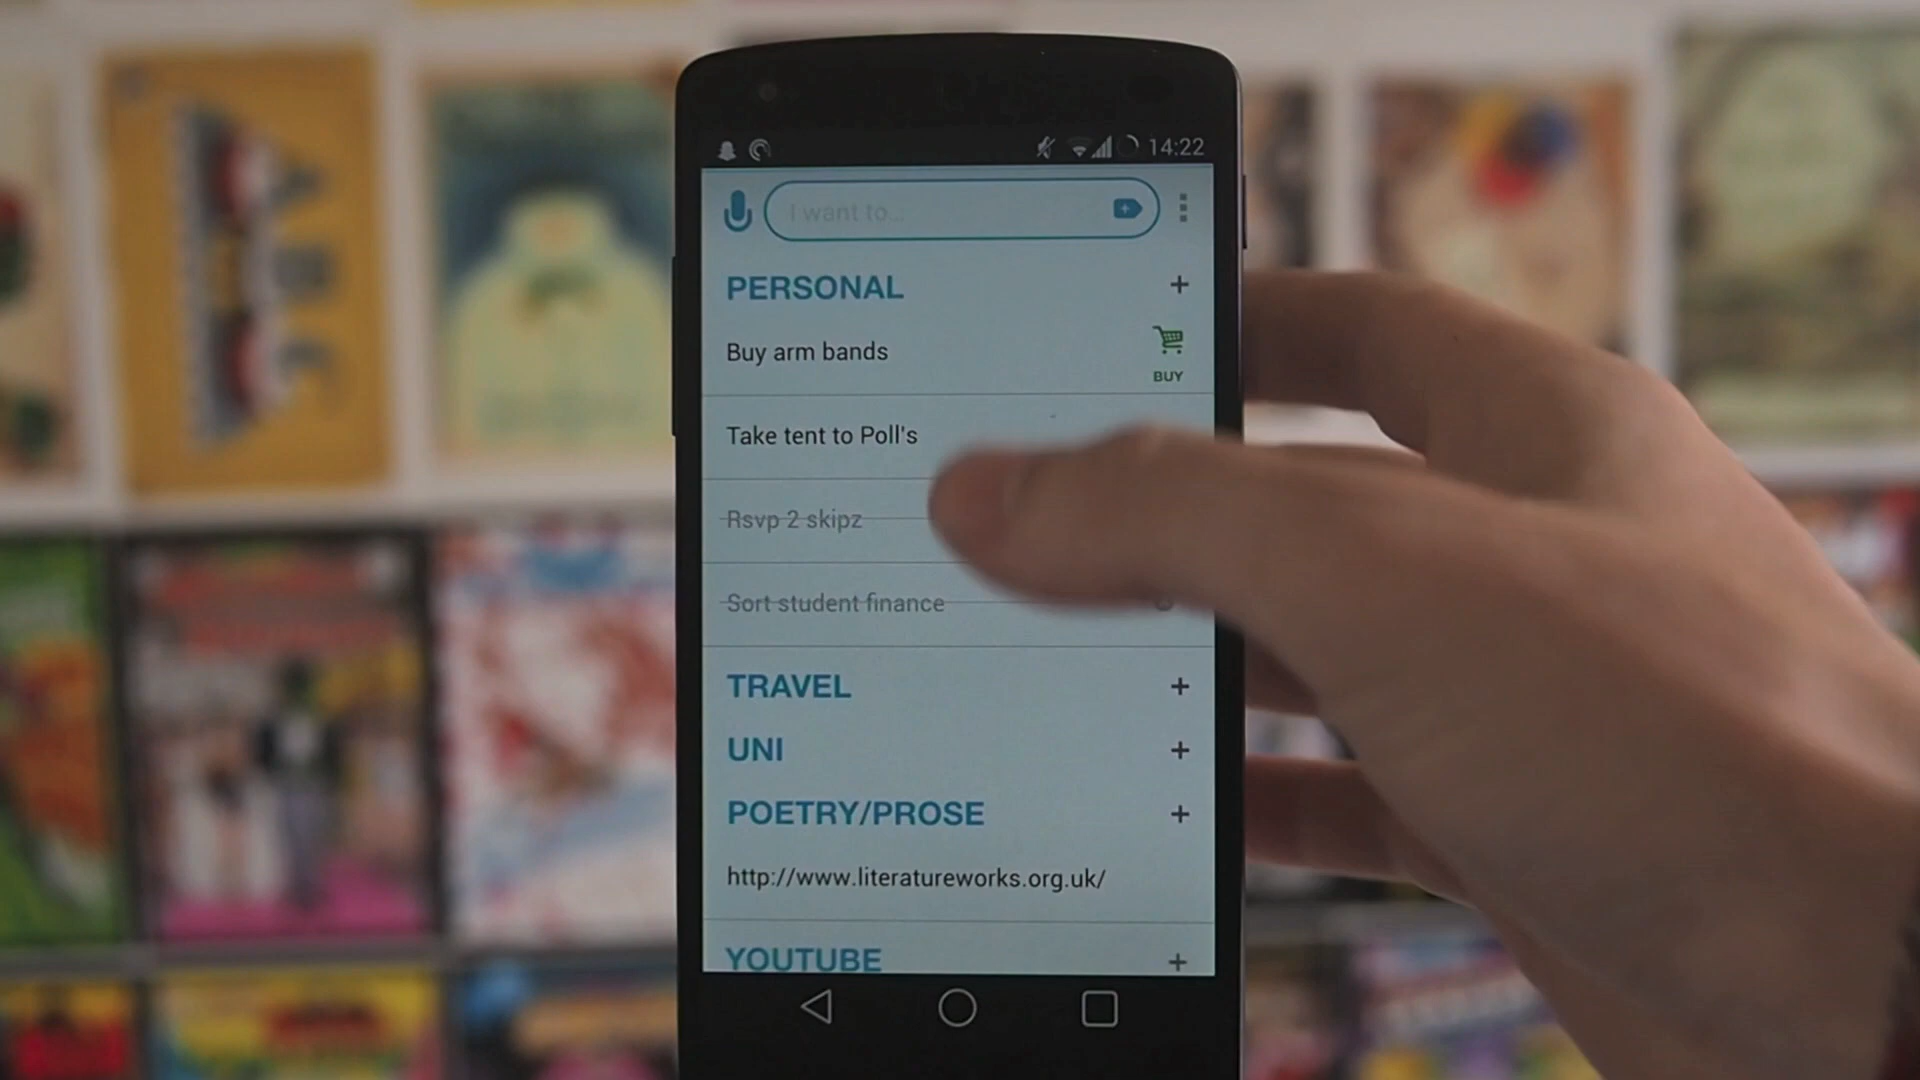 14:22
I want to...
PERSONAL +
Buy arm bands
BUY
Take tent to Poll's
Rsvp 2 skipz
Sort student finance
TRAVEL +
UNI +
POETRY/PROSE +
http://www.literatureworks.org.uk/
YOUTUBE +